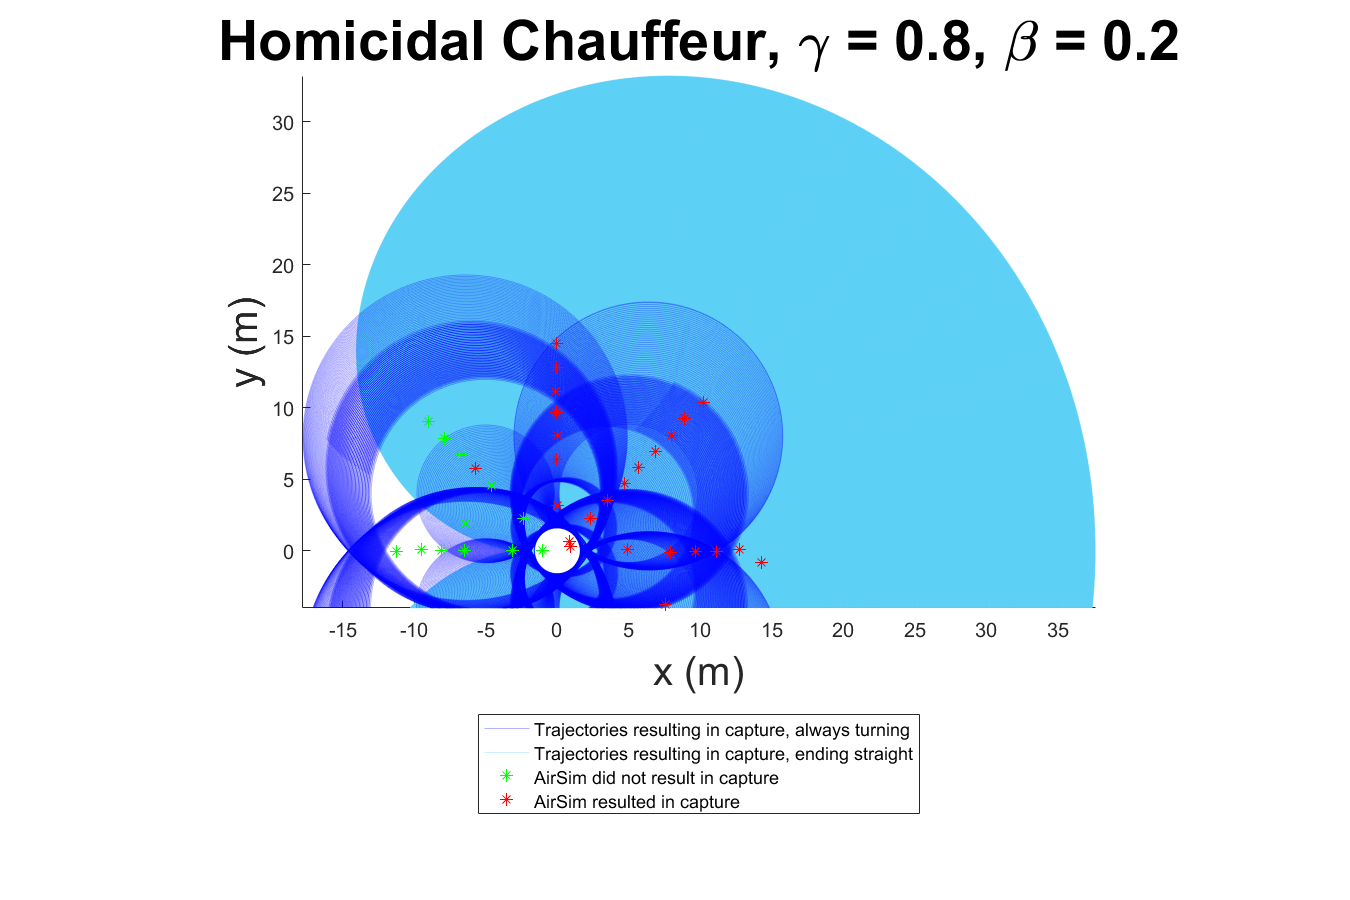 Homicidal Chauffeur, γ = 0.8, β = 0.2
30
25
20
15
10
5
0
y (m)
-15 -10 -5 0 5 10 15 20 25 30 35
x (m)
Trajectories resulting in capture, always turning
Trajectories resulting in capture, ending straight
AirSim did not result in capture
AirSim resulted in capture